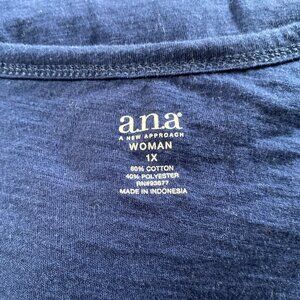 a.n.a
A NEW APPROACH
WOMAN
1X
60% COTTON
40% POLYESTER
RN#93677
MADE IN INDONESIA